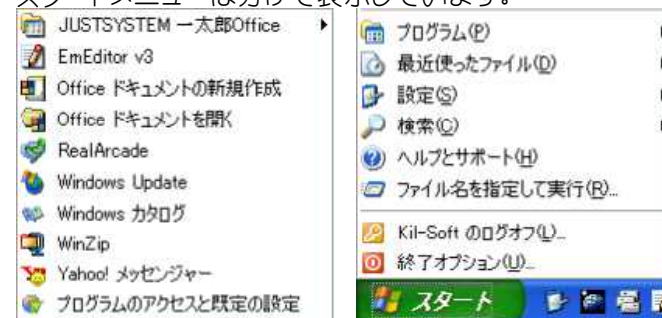 スタートメニューは分けて表示しています。
JUSTSYSTEM 一太郎Office
EmEditor v3
Office ドキュメントの新規作成
Office ドキュメントを開く
RealArcade
Windows Update
Windows カタログ
WinZip
Yahoo! メッセンジャー
プログラムのアクセスと既定の設定
プログラム(P)
最近使ったファイル(D)
設定(S)
検索(C)
ヘルプとサポート(H)
ファイル名を指定して実行(R)...
Kil-Soft のログオフ(L)...
終了オプション(U)...
スタート